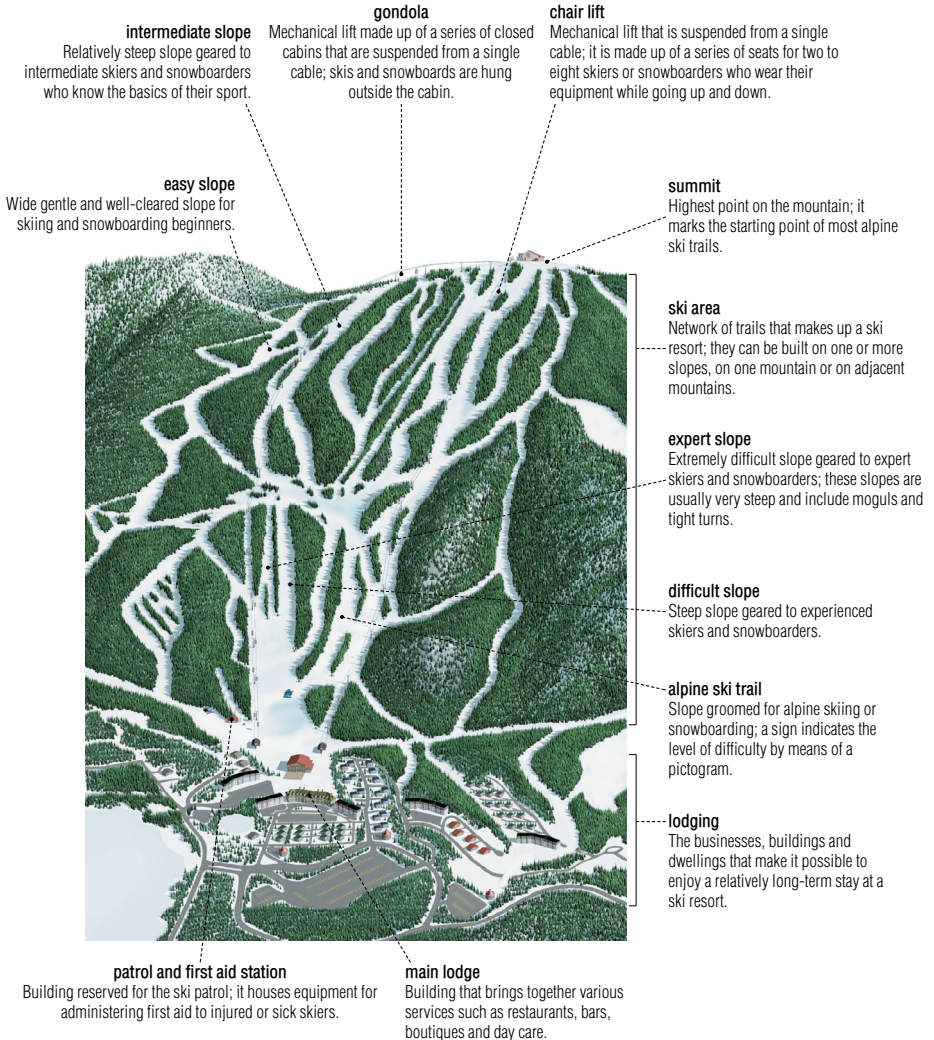 intermediate slope
Relatively steep slope geared to
intermediate skiers and snowboarders
who know the basics of their sport.
gondola
Mechanical lift made up of a series of closed
cabins that are suspended from a single
cable; skis and snowboards are hung
outside the cabin.
chair lift
Mechanical lift that is suspended from a single
cable; it is made up of a series of seats for two to
eight skiers or snowboarders who wear their
equipment while going up and down.
easy slope
Wide gentle and well-cleared slope for
skiing and snowboarding beginners.
summit
Highest point on the mountain; it
marks the starting point of most alpine
ski trails.
ski area
Network of trails that makes up a ski
resort; they can be built on one or more
slopes, on one mountain or on adjacent
mountains.
expert slope
Extremely difficult slope geared to expert
skiers and snowboarders; these slopes are
usually very steep and include moguls and
tight turns.
difficult slope
Steep slope geared to experienced
skiers and snowboarders.
alpine ski trail
Slope groomed for alpine skiing or
snowboarding; a sign indicates the
level of difficulty by means of a
pictogram.
lodging
The businesses, buildings and
dwellings that make it possible to
enjoy a relatively long-term stay at a
ski resort.
patrol and first aid station
Building reserved for the ski patrol; it houses equipment for
administering first aid to injured or sick skiers.
main lodge
Building that brings together various
services such as restaurants, bars,
boutiques and day care.